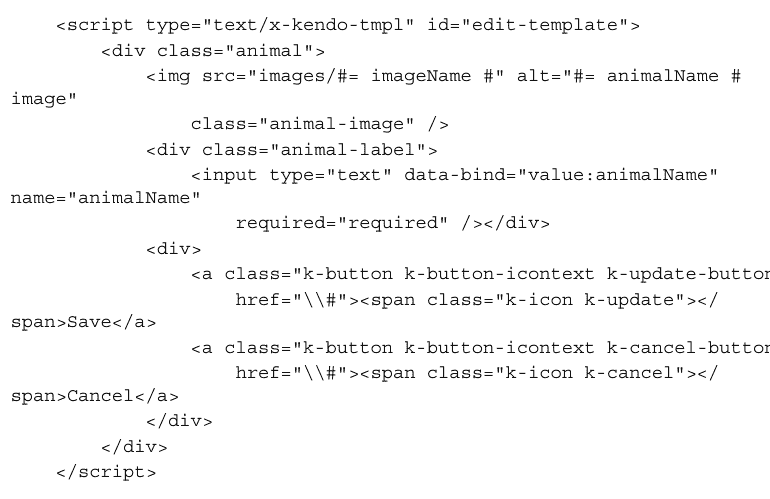 <script type="text/x-kendo-tmpl" id="edit-template">
<div class="animal">
<img src="images/#= imageName #" alt="#= animalName #
image"
class="animal-image" />
<div class="animal-label">
<input type="text" data-bind="value:animalName"
name="animalName"
required="required" /></div>
<div>
<a class="k-button k-button-icontext k-update-button
href="\\#"><span class="k-icon k-update"></
span>Save</a>
<a class="k-button k-button-icontext k-cancel-button
href="\\#"><span class="k-icon k-cancel"></
span>Cancel</a>
</div>
</div>
</script>